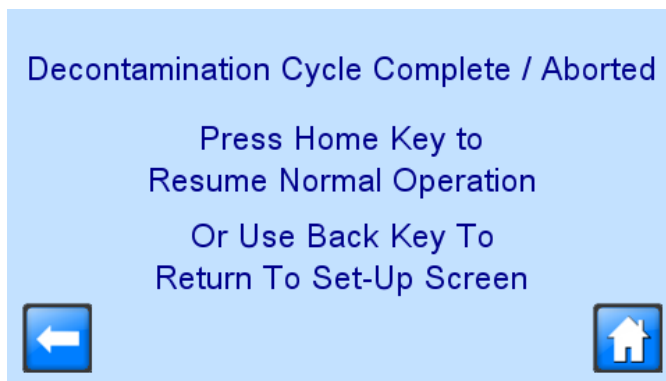 Decontamination Cycle Complete / Aborted
Press Home Key to
Resume Normal Operation
Or Use Back Key To
Return To Set-Up Screen